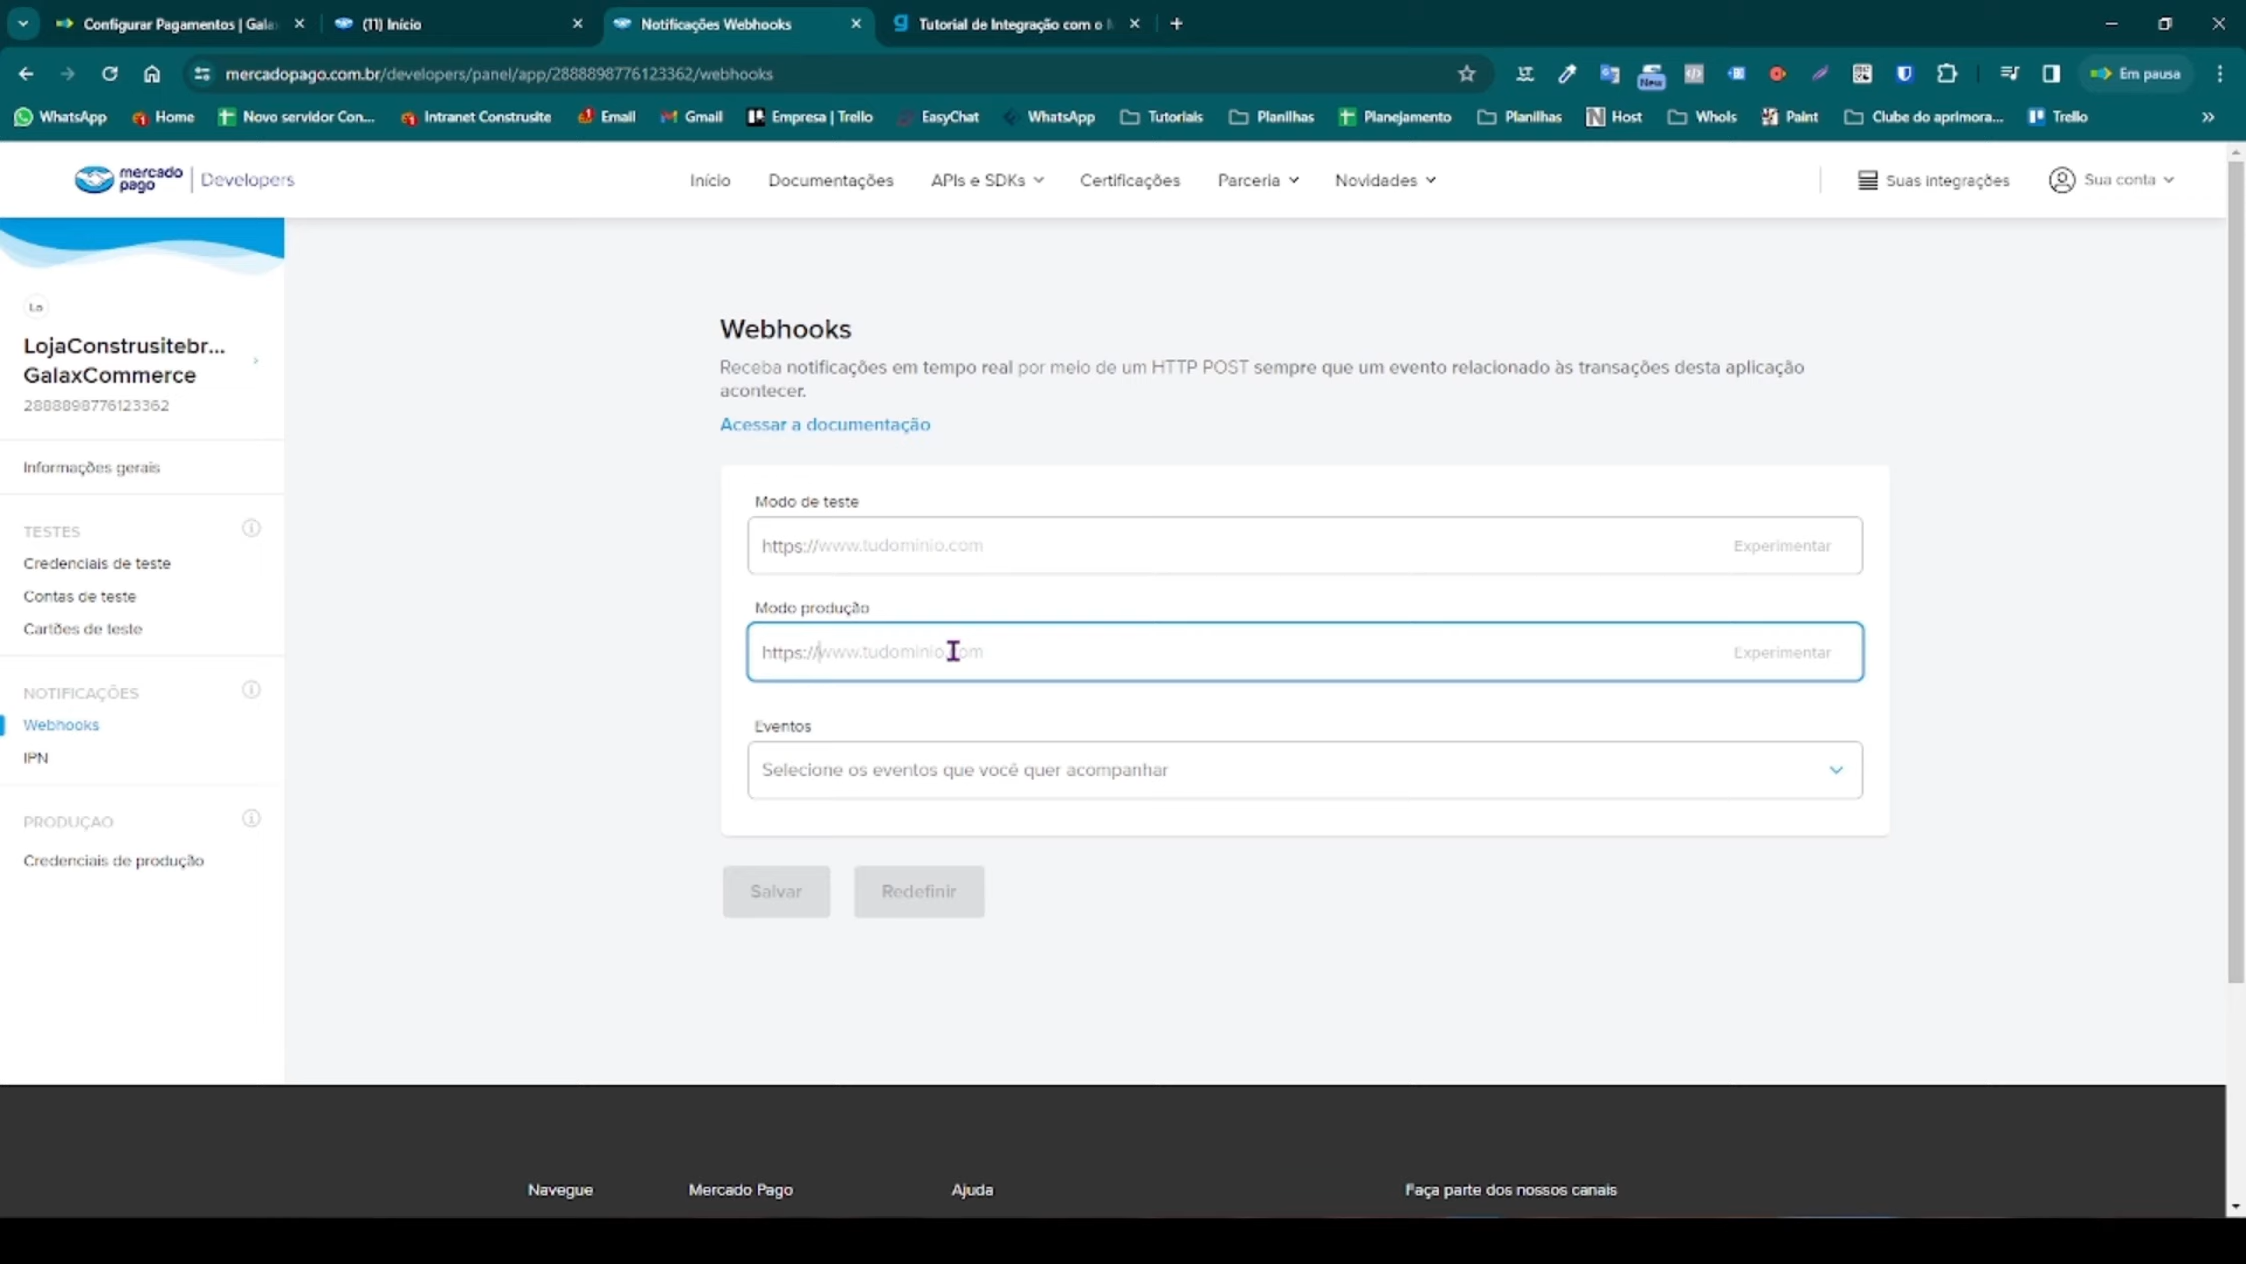 Configurar Pagamentos | Gala
(11) Início
Notificações Webhooks
Tutorial de Integração com o
mercadopago.com.br/developers/panel/app/2888898776123362/webhooks
New
Em pausa
WhatsApp
Home
Novo servidor Con...
Intranet Construsite
Email
Gmail
Empresa | Trello
EasyChat
WhatsApp
Tutoriais
Planilhas
Planejamento
Planilhas
Host
WhoIs
Paint
Clube do aprimora...
Trello
mercado pago | Developers
Início
Documentações
APIs e SDKs
Certificações
Parceria
Novidades
Suas integrações
Sua conta
Lo
LojaConstrusitebr...
GalaxCommerce
2888898776123362
Informações gerais
TESTES
Credenciais de teste
Contas de teste
Cartões de teste
NOTIFICAÇÕES
Webhooks
IPN
PRODUÇAO
Credenciais de produção
Webhooks
Receba notificações em tempo real por meio de um HTTP POST sempre que um evento relacionado às transações desta aplicação
acontecer.
Acessar a documentação
Modo de teste
https://www.tudominio.com
Experimentar
Modo produção
https://www.tudominio.com
Experimentar
Eventos
Selecione os eventos que você quer acompanhar
Salvar
Redefinir
Navegue
Mercado Pago
Ajuda
Faça parte dos nossos canais